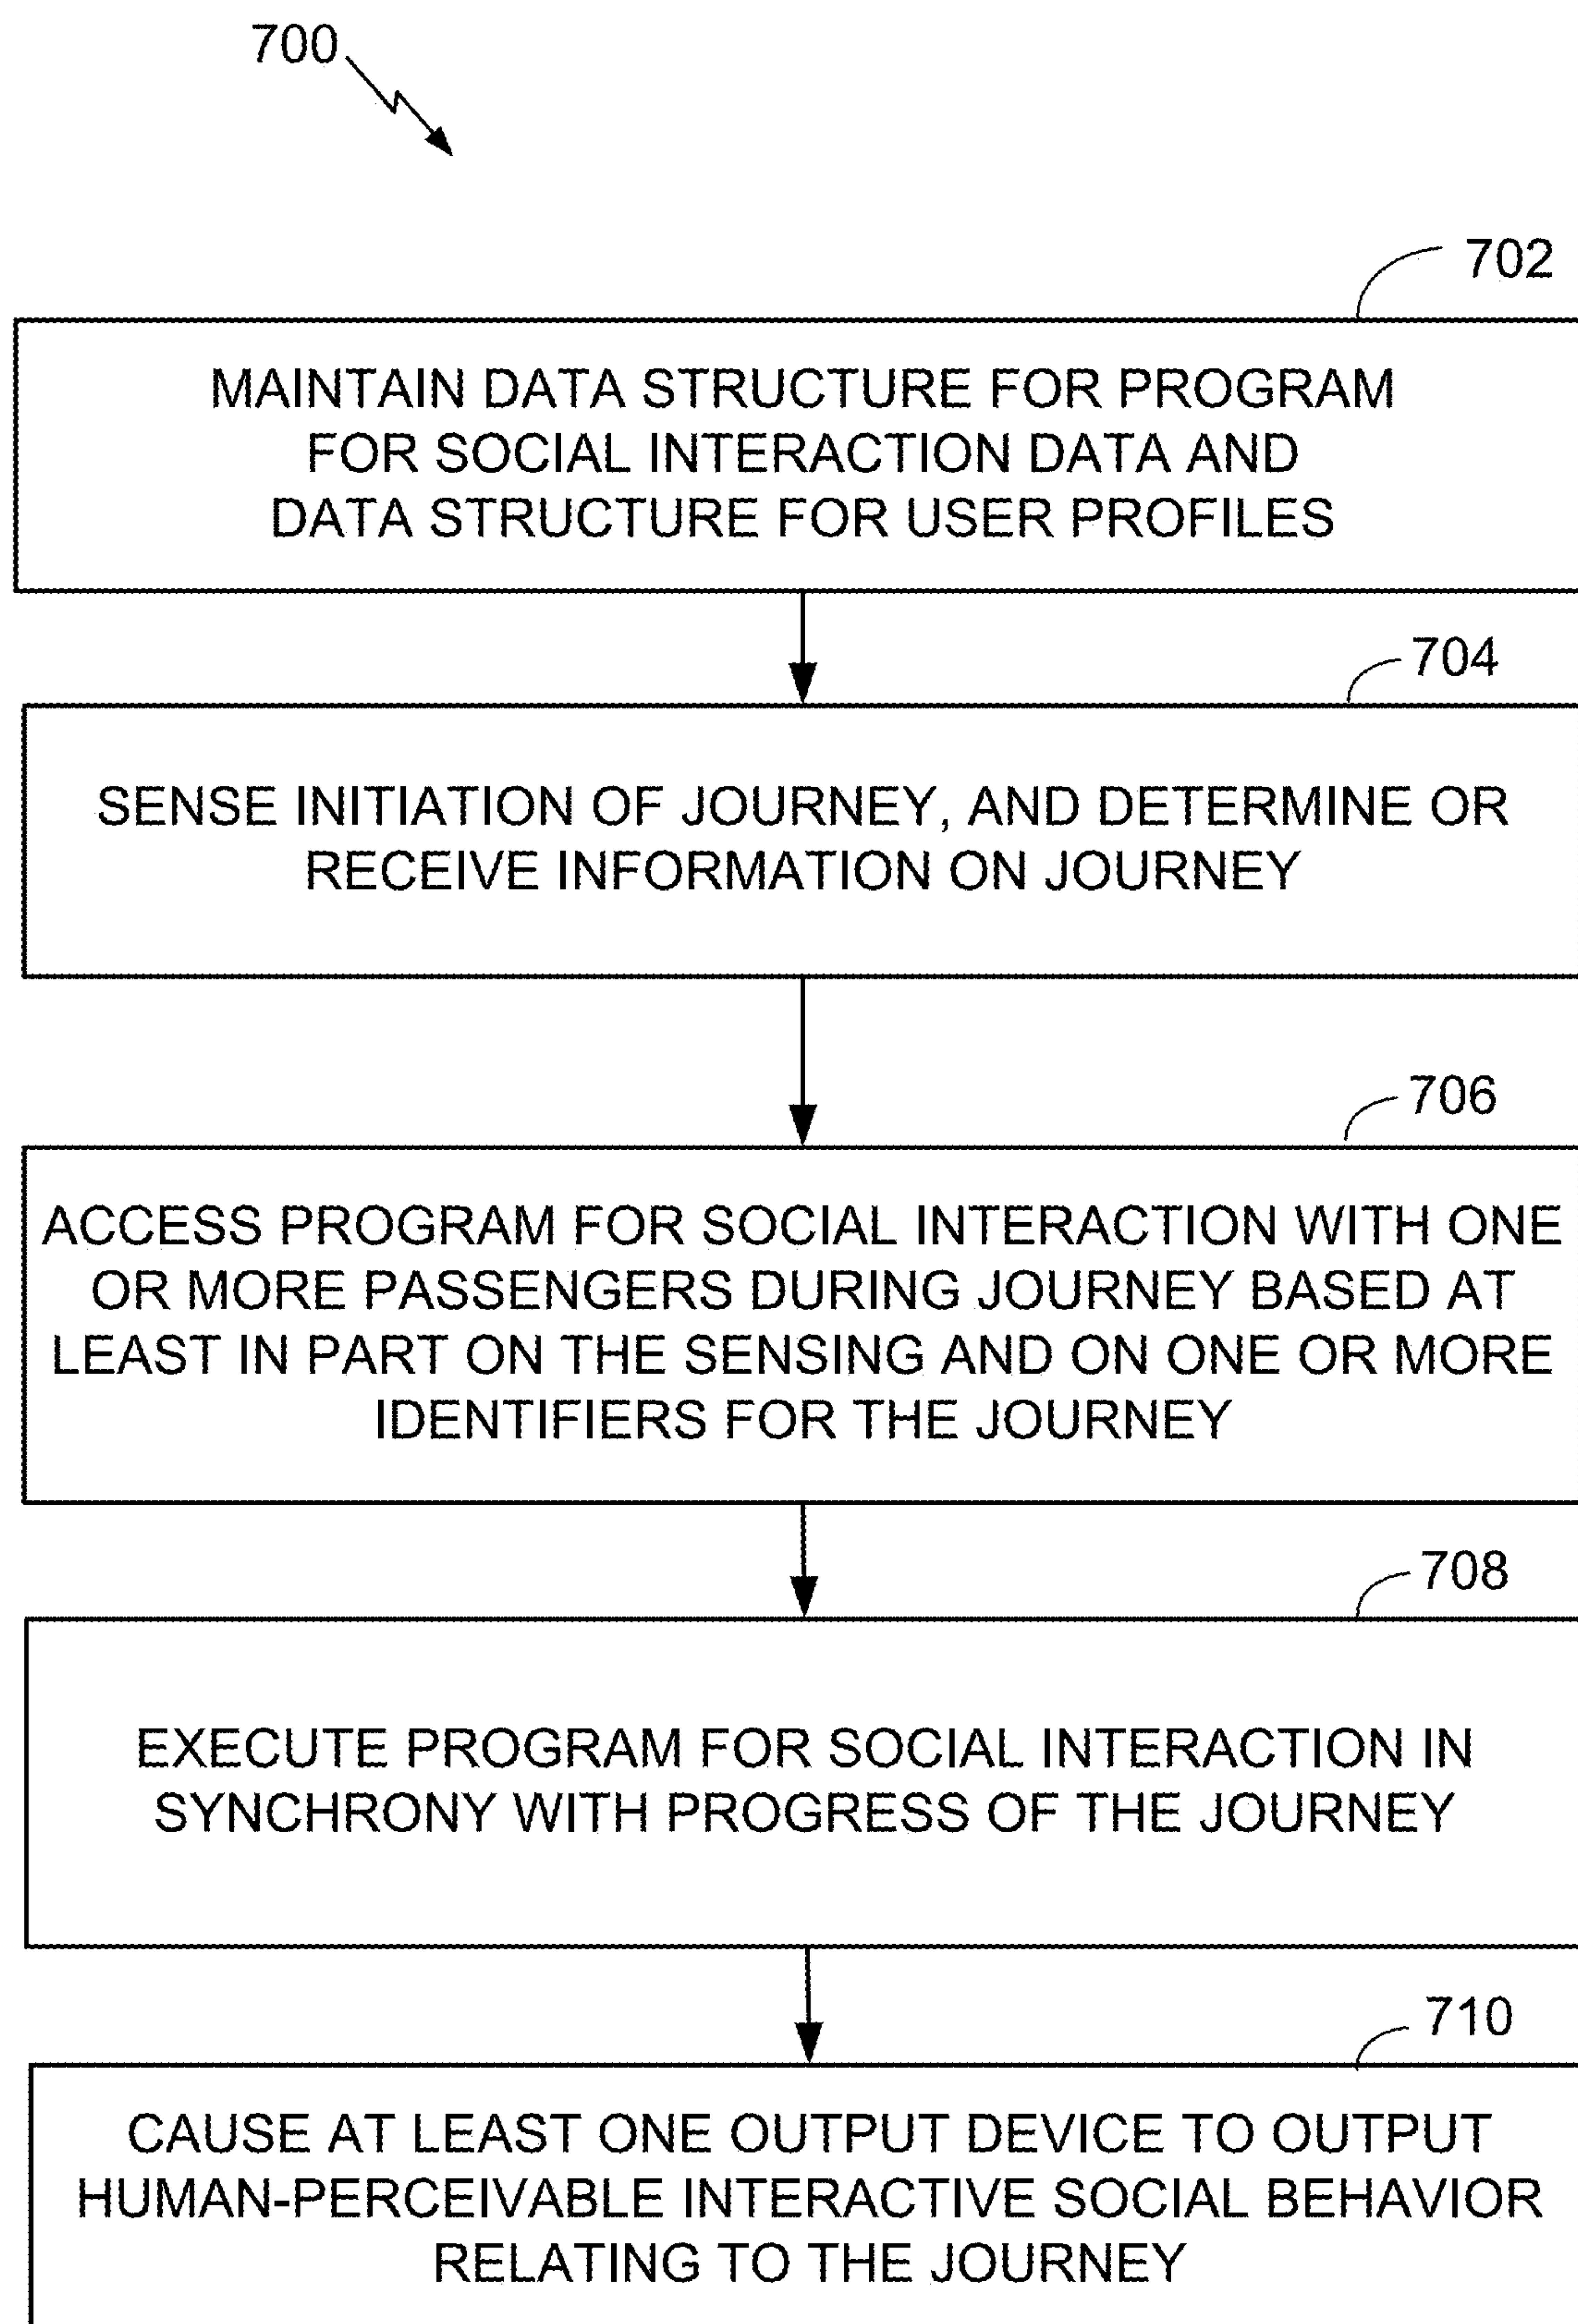 700
702
MAINTAIN DATA STRUCTURE FOR PROGRAM
FOR SOCIAL INTERACTION DATA AND
DATA STRUCTURE FOR USER PROFILES
704
SENSE INITIATION OF JOURNEY, AND DETERMINE OR
RECEIVE INFORMATION ON JOURNEY
706
ACCESS PROGRAM FOR SOCIAL INTERACTION WITH ONE
OR MORE PASSENGERS DURING JOURNEY BASED AT
LEAST IN PART ON THE SENSING AND ON ONE OR MORE
IDENTIFIERS FOR THE JOURNEY
708
EXECUTE PROGRAM FOR SOCIAL INTERACTION IN
SYNCHRONY WITH PROGRESS OF THE JOURNEY
710
CAUSE AT LEAST ONE OUTPUT DEVICE TO OUTPUT
HUMAN-PERCEIVABLE INTERACTIVE SOCIAL BEHAVIOR
RELATING TO THE JOURNEY